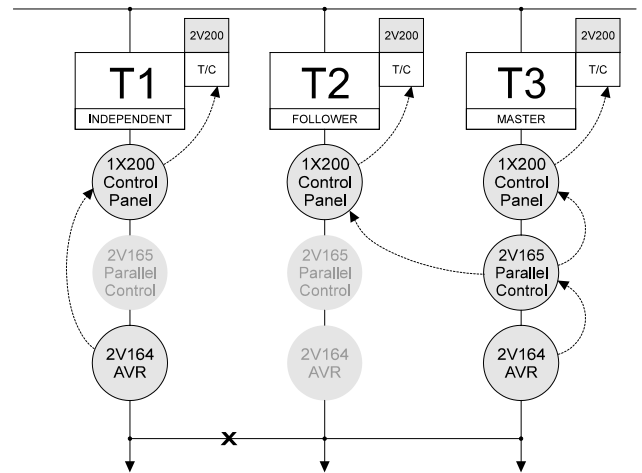 2V200
T/C
T1
INDEPENDENT
1X200
Control
Panel
2V165
Parallel
Control
2V164
AVR
2V200
T/C
T2
FOLLOWER
1X200
Control
Panel
2V165
Parallel
Control
2V164
AVR
2V200
T/C
T3
MASTER
1X200
Control
Panel
2V165
Parallel
Control
2V164
AVR
X